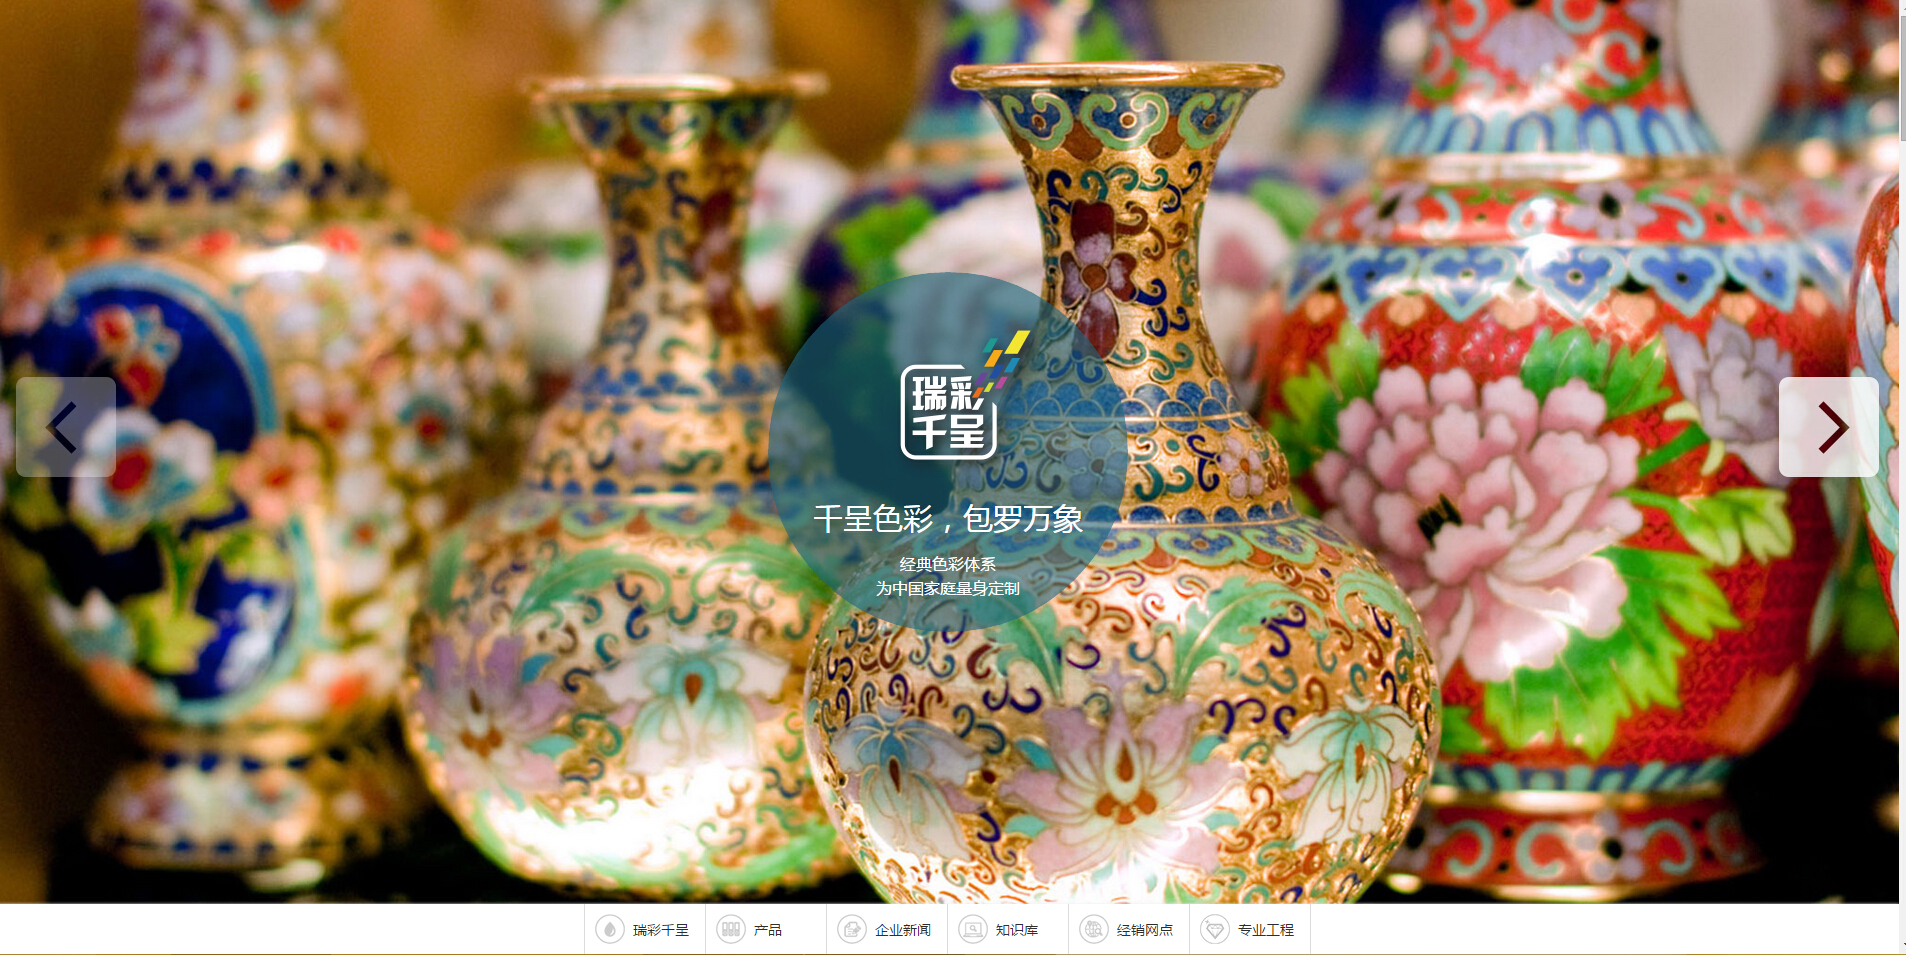 瑞彩
千呈
千呈色彩，包罗万象
经典色彩体系
为中国家庭量身定制
瑞彩千呈
产品
企业新闻
知识库
经销网点
专业工程